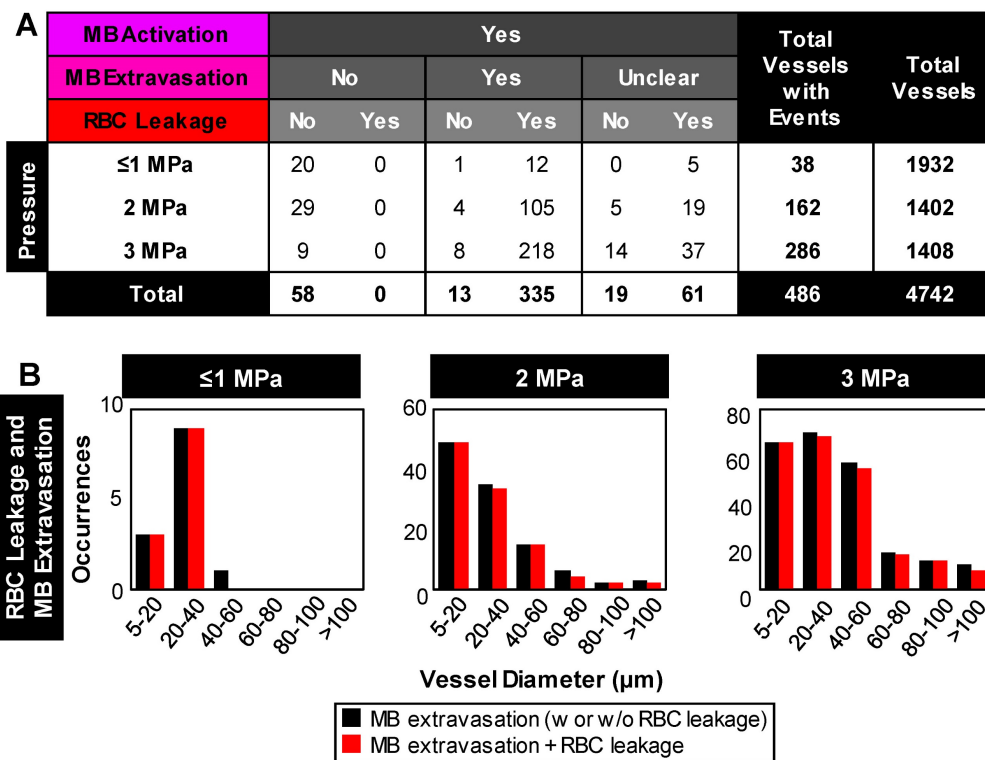 A
MB Activation Yes Total Vessels with Events Total Vessels
MB Extravasation No Yes Unclear
RBC Leakage No Yes No Yes No Yes
Pressure
≤1 MPa 20 0 1 12 0 5 38 1932
2 MPa 29 0 4 105 5 19 162 1402
3 MPa 9 0 8 218 14 37 286 1408
Total 58 0 13 335 19 61 486 4742
B
RBC Leakage and
MB Extravasation
Occurrences
≤1 MPa
10
5
0
5-20 20-40 40-60 60-80 80-100 >100
2 MPa
60
40
20
0
5-20 20-40 40-60 60-80 80-100 >100
3 MPa
80
60
40
20
0
5-20 20-40 40-60 60-80 80-100 >100
Vessel Diameter (µm)
MB extravasation (w or w/o RBC leakage)
MB extravasation + RBC leakage